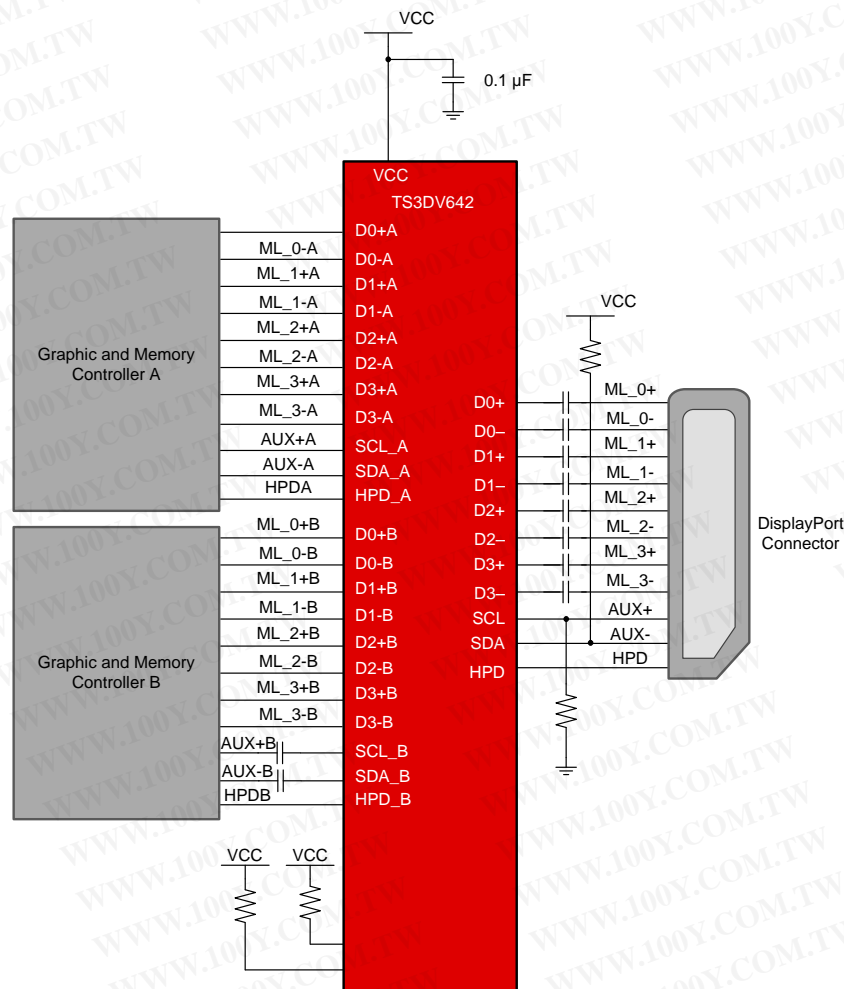 VCC
0.1 µF
VCC
TS3DV642
Graphic and Memory
Controller A
ML_0-A
ML_1+A
ML_1-A
ML_2+A
ML_2-A
ML_3+A
ML_3-A
AUX+A
AUX-A
HPDA
D0+A
D0-A
D1+A
D1-A
D2+A
D2-A
D3+A
D3-A
SCL_A
SDA_A
HPD_A
Graphic and Memory
Controller B
ML_0+B
ML_0-B
ML_1+B
ML_1-B
ML_2+B
ML_2-B
ML_3+B
ML_3-B
AUX+B
AUX-B
HPDB
D0+B
D0-B
D1+B
D1-B
D2+B
D2-B
D3+B
D3-B
SCL_B
SDA_B
HPD_B
VCC
VCC
VCC
D0+
D0–
D1+
D1–
D2+
D2–
D3+
D3–
SCL
SDA
HPD
ML_0+
ML_0-
ML_1+
ML_1-
ML_2+
ML_2-
ML_3+
ML_3-
AUX+
AUX-
HPD
DisplayPort
Connector
WWW.100Y.COM.TW